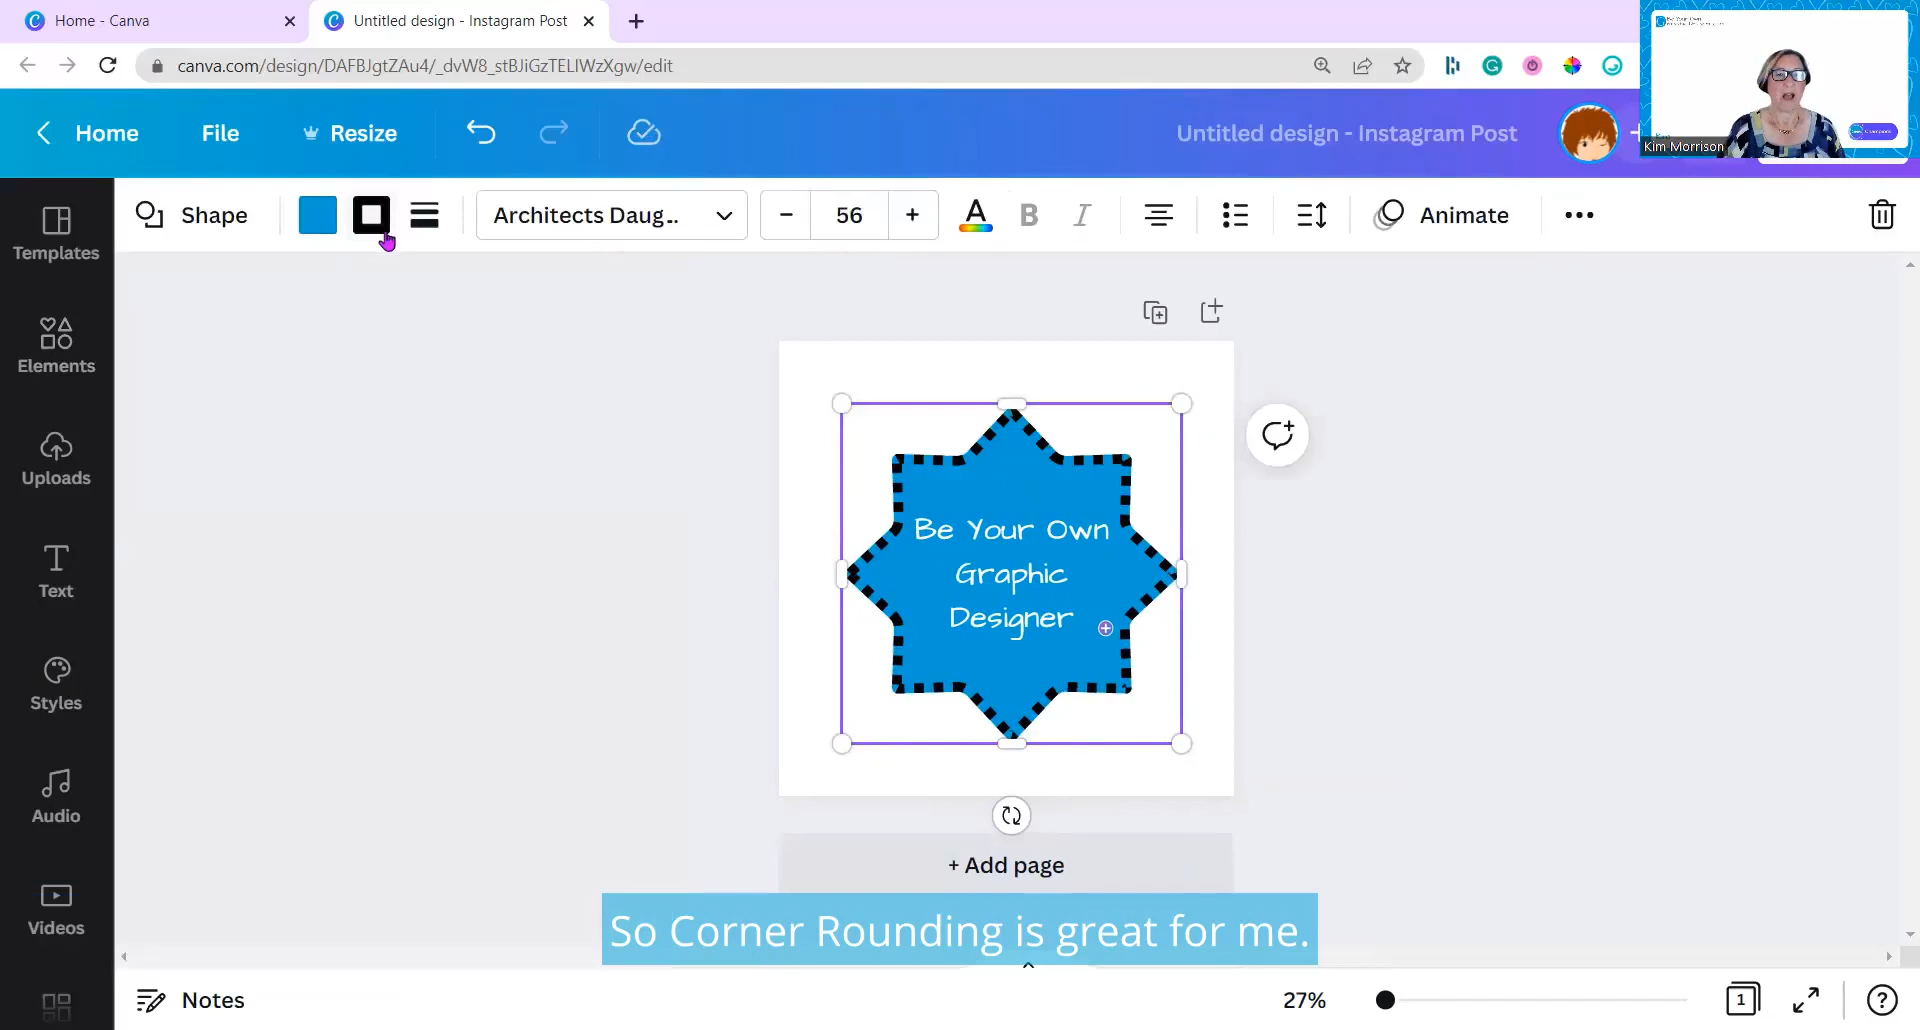 Home - Canva
Untitled design - Instagram Post
canva.com/design/DAFBJgtZAu4/_dvW8_stBJiGzTELIWzXgw/edit
Home
File
Resize
Untitled design - Instagram Post
Kim Morrison
Shape
Architects Daug...
56
A
B
I
Animate
Templates
Elements
Uploads
Text
Styles
Audio
Videos
Be Your Own
Graphic
Designer
+ Add page
So Corner Rounding is great for me.
Notes
27%
1
?